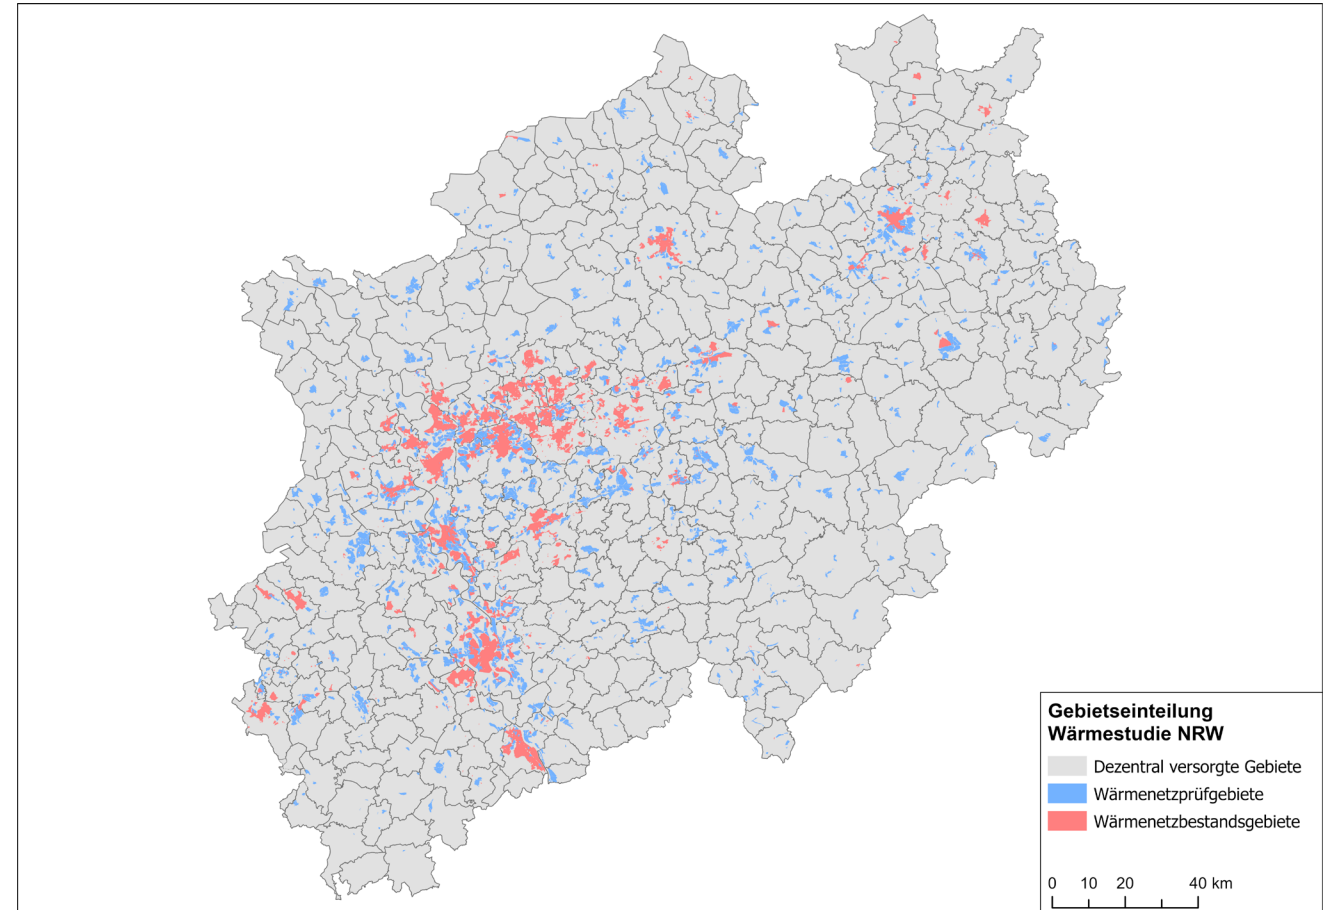 Gebietseinteilung
Wärmestudie NRW
Dezentral versorgte Gebiete
Wärmenetzprüfgebiete
Wärmenetzbestandsgebiete
0 10 20 40 km